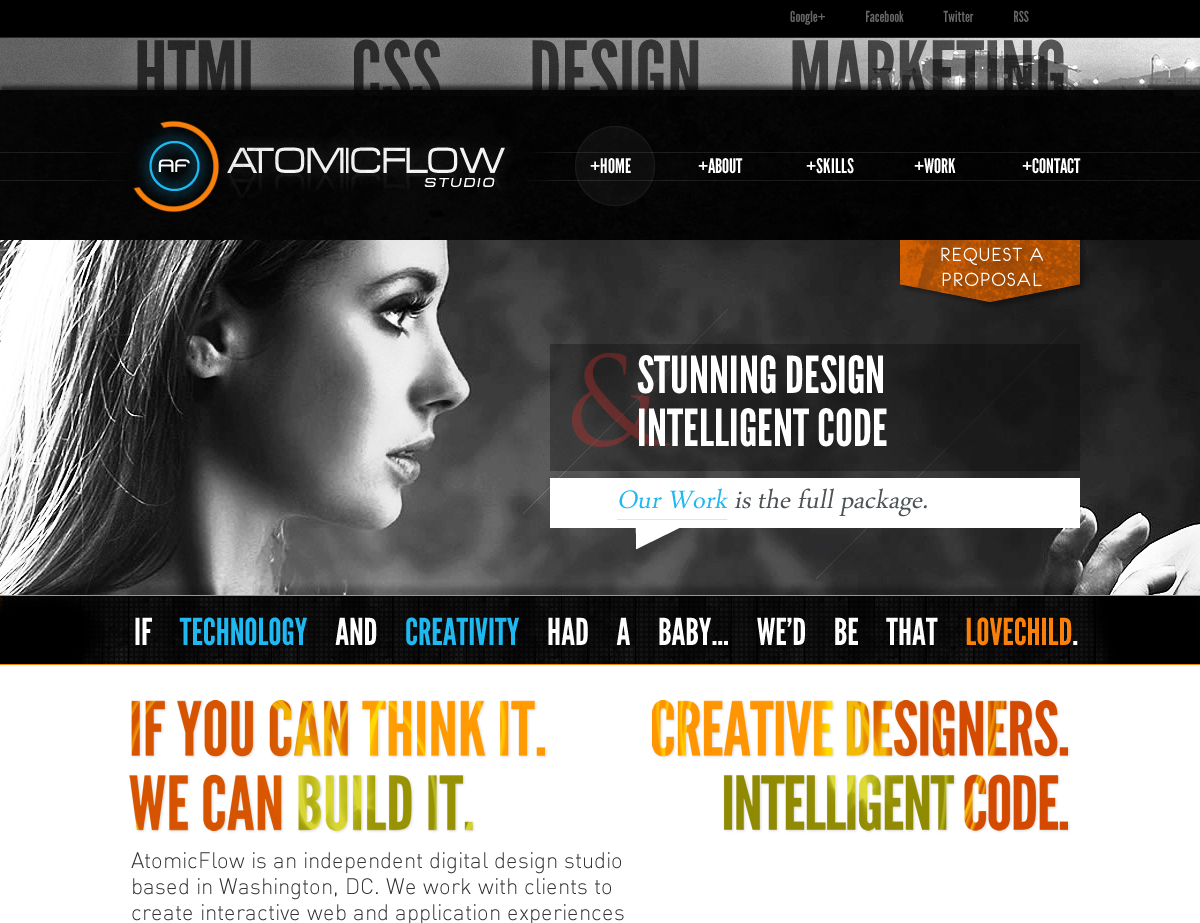 Google+ Facebook Twitter RSS
HTML CSS DESIGN MARKETING
AF ATOMICFLOW
STUDIO
+HOME +ABOUT +SKILLS +WORK +CONTACT
REQUEST A
PROPOSAL
& STUNNING DESIGN
INTELLIGENT CODE
Our Work is the full package.
IF TECHNOLOGY AND CREATIVITY HAD A BABY... WE'D BE THAT LOVECHILD.
IF YOU CAN THINK IT.
WE CAN BUILD IT.
CREATIVE DESIGNERS.
INTELLIGENT CODE.
AtomicFlow is an independent digital design studio
based in Washington, DC. We work with clients to
create interactive web and application experiences